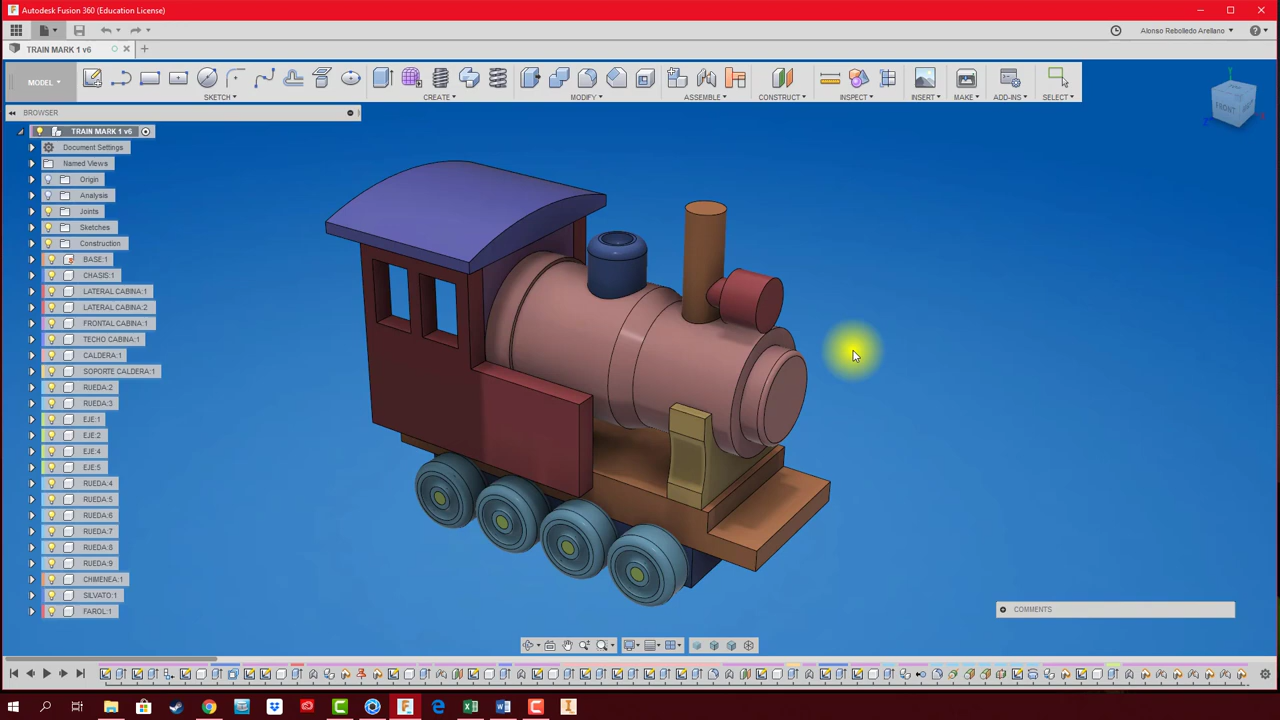 Autodesk Fusion 360 (Education License)
Alonso Rebolledo Arellano
TRAIN MARK 1 v6
MODEL
SKETCH
CREATE
MODIFY
ASSEMBLE
CONSTRUCT
INSPECT
INSERT
MAKE
ADD-INS
SELECT
BROWSER
TRAIN MARK 1 v6
Document Settings
Named Views
Origin
Analysis
Joints
Sketches
Construction
BASE:1
CHASIS:1
LATERAL CABINA:1
LATERAL CABINA:2
FRONTAL CABINA:1
TECHO CABINA:1
CALDERA:1
SOPORTE CALDERA:1
RUEDA:2
RUEDA:3
EJE:1
EJE:2
EJE:4
EJE:5
RUEDA:4
RUEDA:5
RUEDA:6
RUEDA:7
RUEDA:8
RUEDA:9
CHIMENEA:1
SILVATO:1
FAROL:1
FRONT
COMMENTS